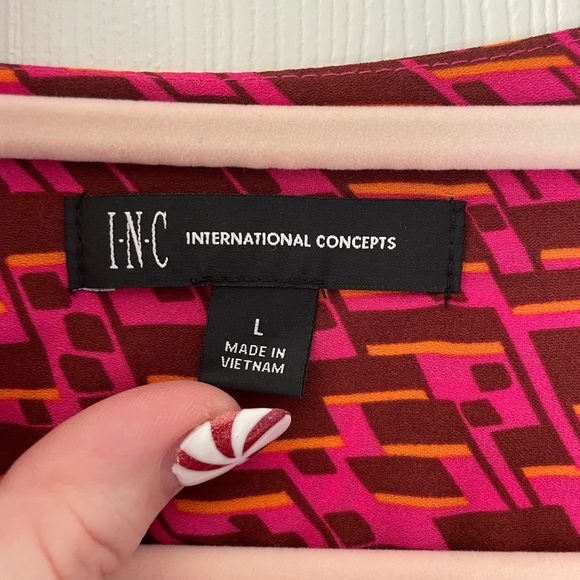 I·N·C INTERNATIONAL CONCEPTS
L
MADE IN
VIETNAM